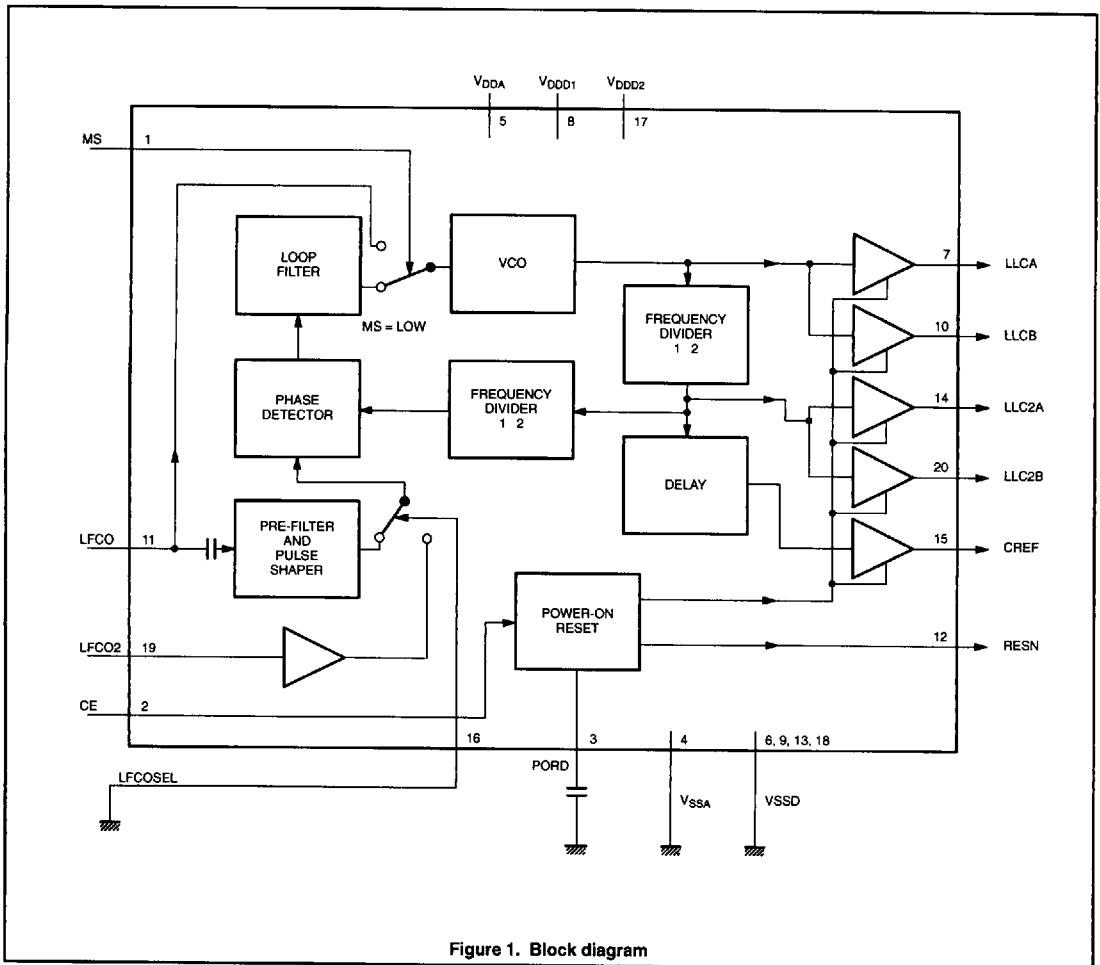 VDDA VDDD1 VDDD2
5 8 17
MS 1
LOOP
FILTER
VCO
MS = LOW
FREQUENCY
DIVIDER
1 2
7 LLCA
10 LLCB
PHASE
DETECTOR
FREQUENCY
DIVIDER
1 2
14 LLC2A
DELAY
20 LLC2B
LFCO 11
PRE-FILTER
AND
PULSE
SHAPER
15 CREF
POWER-ON
RESET
12 RESN
LFCO2 19
CE 2
16 3 4 6, 9, 13, 18
PORD
LFCOSEL
VSSA VSSD
Figure 1. Block diagram